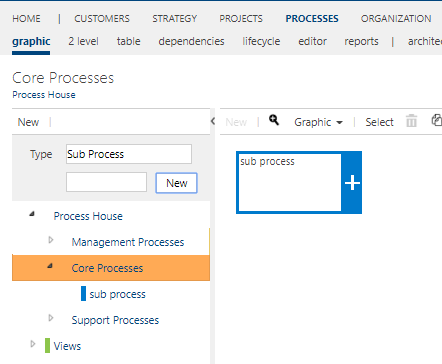 HOME | CUSTOMERS STRATEGY PROJECTS PROCESSES ORGANIZATION
graphic 2 level table dependencies lifecycle editor reports |
Core Processes
Process House
New |
New | Graphic | Select
Type Sub Process
New
sub process
Process House
Management Processes
Core Processes
sub process
Support Processes
Views